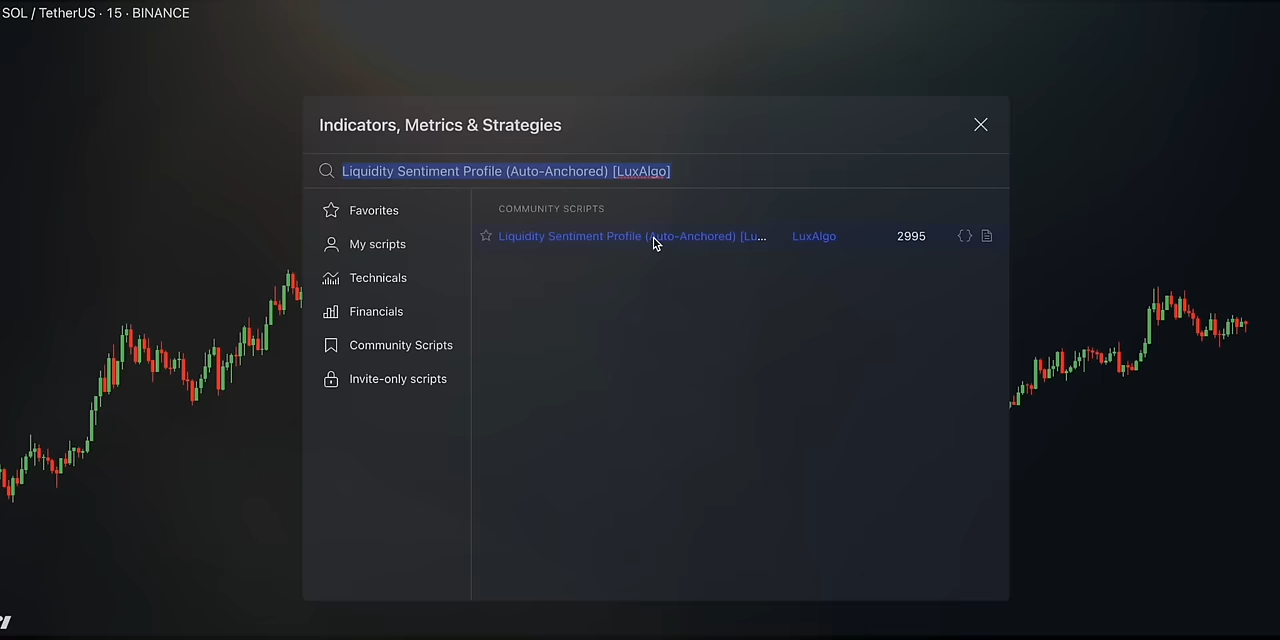 SOL / TetherUS · 15 · BINANCE
Indicators, Metrics & Strategies
Liquidity Sentiment Profile (Auto-Anchored) [LuxAlgo]
Favorites
My scripts
Technicals
Financials
Community Scripts
Invite-only scripts
COMMUNITY SCRIPTS
Liquidity Sentiment Profile (Auto-Anchored) [Lu... LuxAlgo 2995